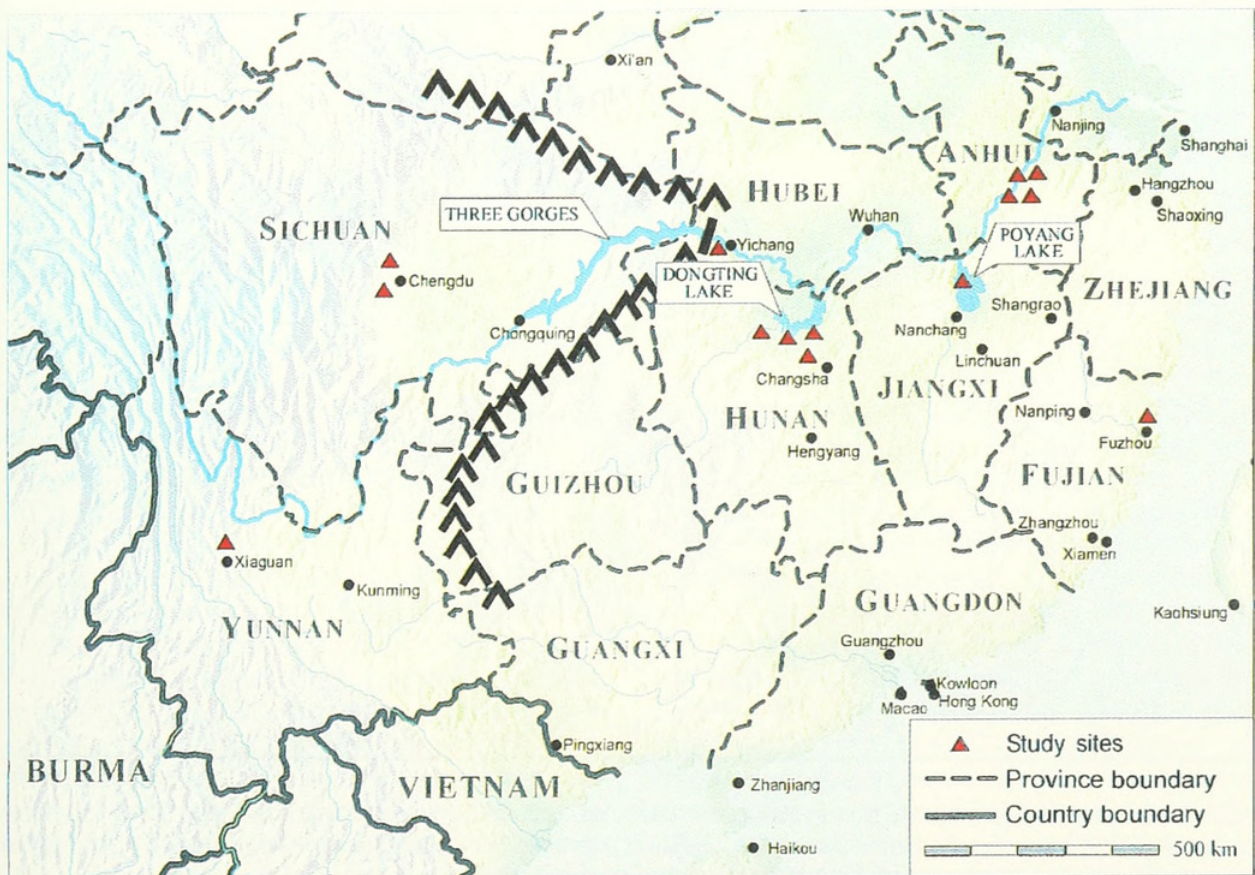 Xi'an
Nanjing
Shanghai
ANHUI
HUBEI
Hangzhou
Shaoxing
THREE GORGES
Wuhan
SICHUAN
Yichang
POYANG
LAKE
DONGTING
LAKE
Chengdu
ZHEJIANG
Shangrao
Chongquing
Nanchang
Linchuan
Changsha
JIANGXI
HUNAN
Nanping
Fuzhou
Hengyang
FUJIAN
GUIZHOU
Zhangzhou
Xiamen
Xiaguan
Kunming
GUANGDON
Kaohsiung
YUNNAN
GUANGXI
Guangzhou
Kowloon
Hong Kong
Macao
Pingxiang
BURMA
VIETNAM
Zhanjiang
Haikou
Study sites
Province boundary
Country boundary
500 km